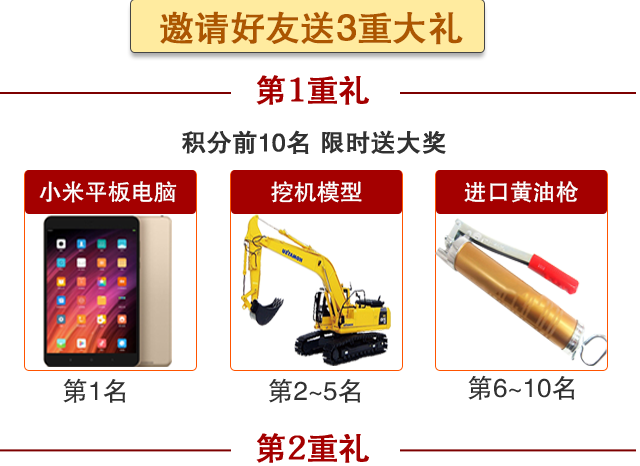 邀请好友送3重大礼
第1重礼
积分前10名 限时送大奖
小米平板电脑
挖机模型
进口黄油枪
第1名
第2~5名
第6~10名
第2重礼